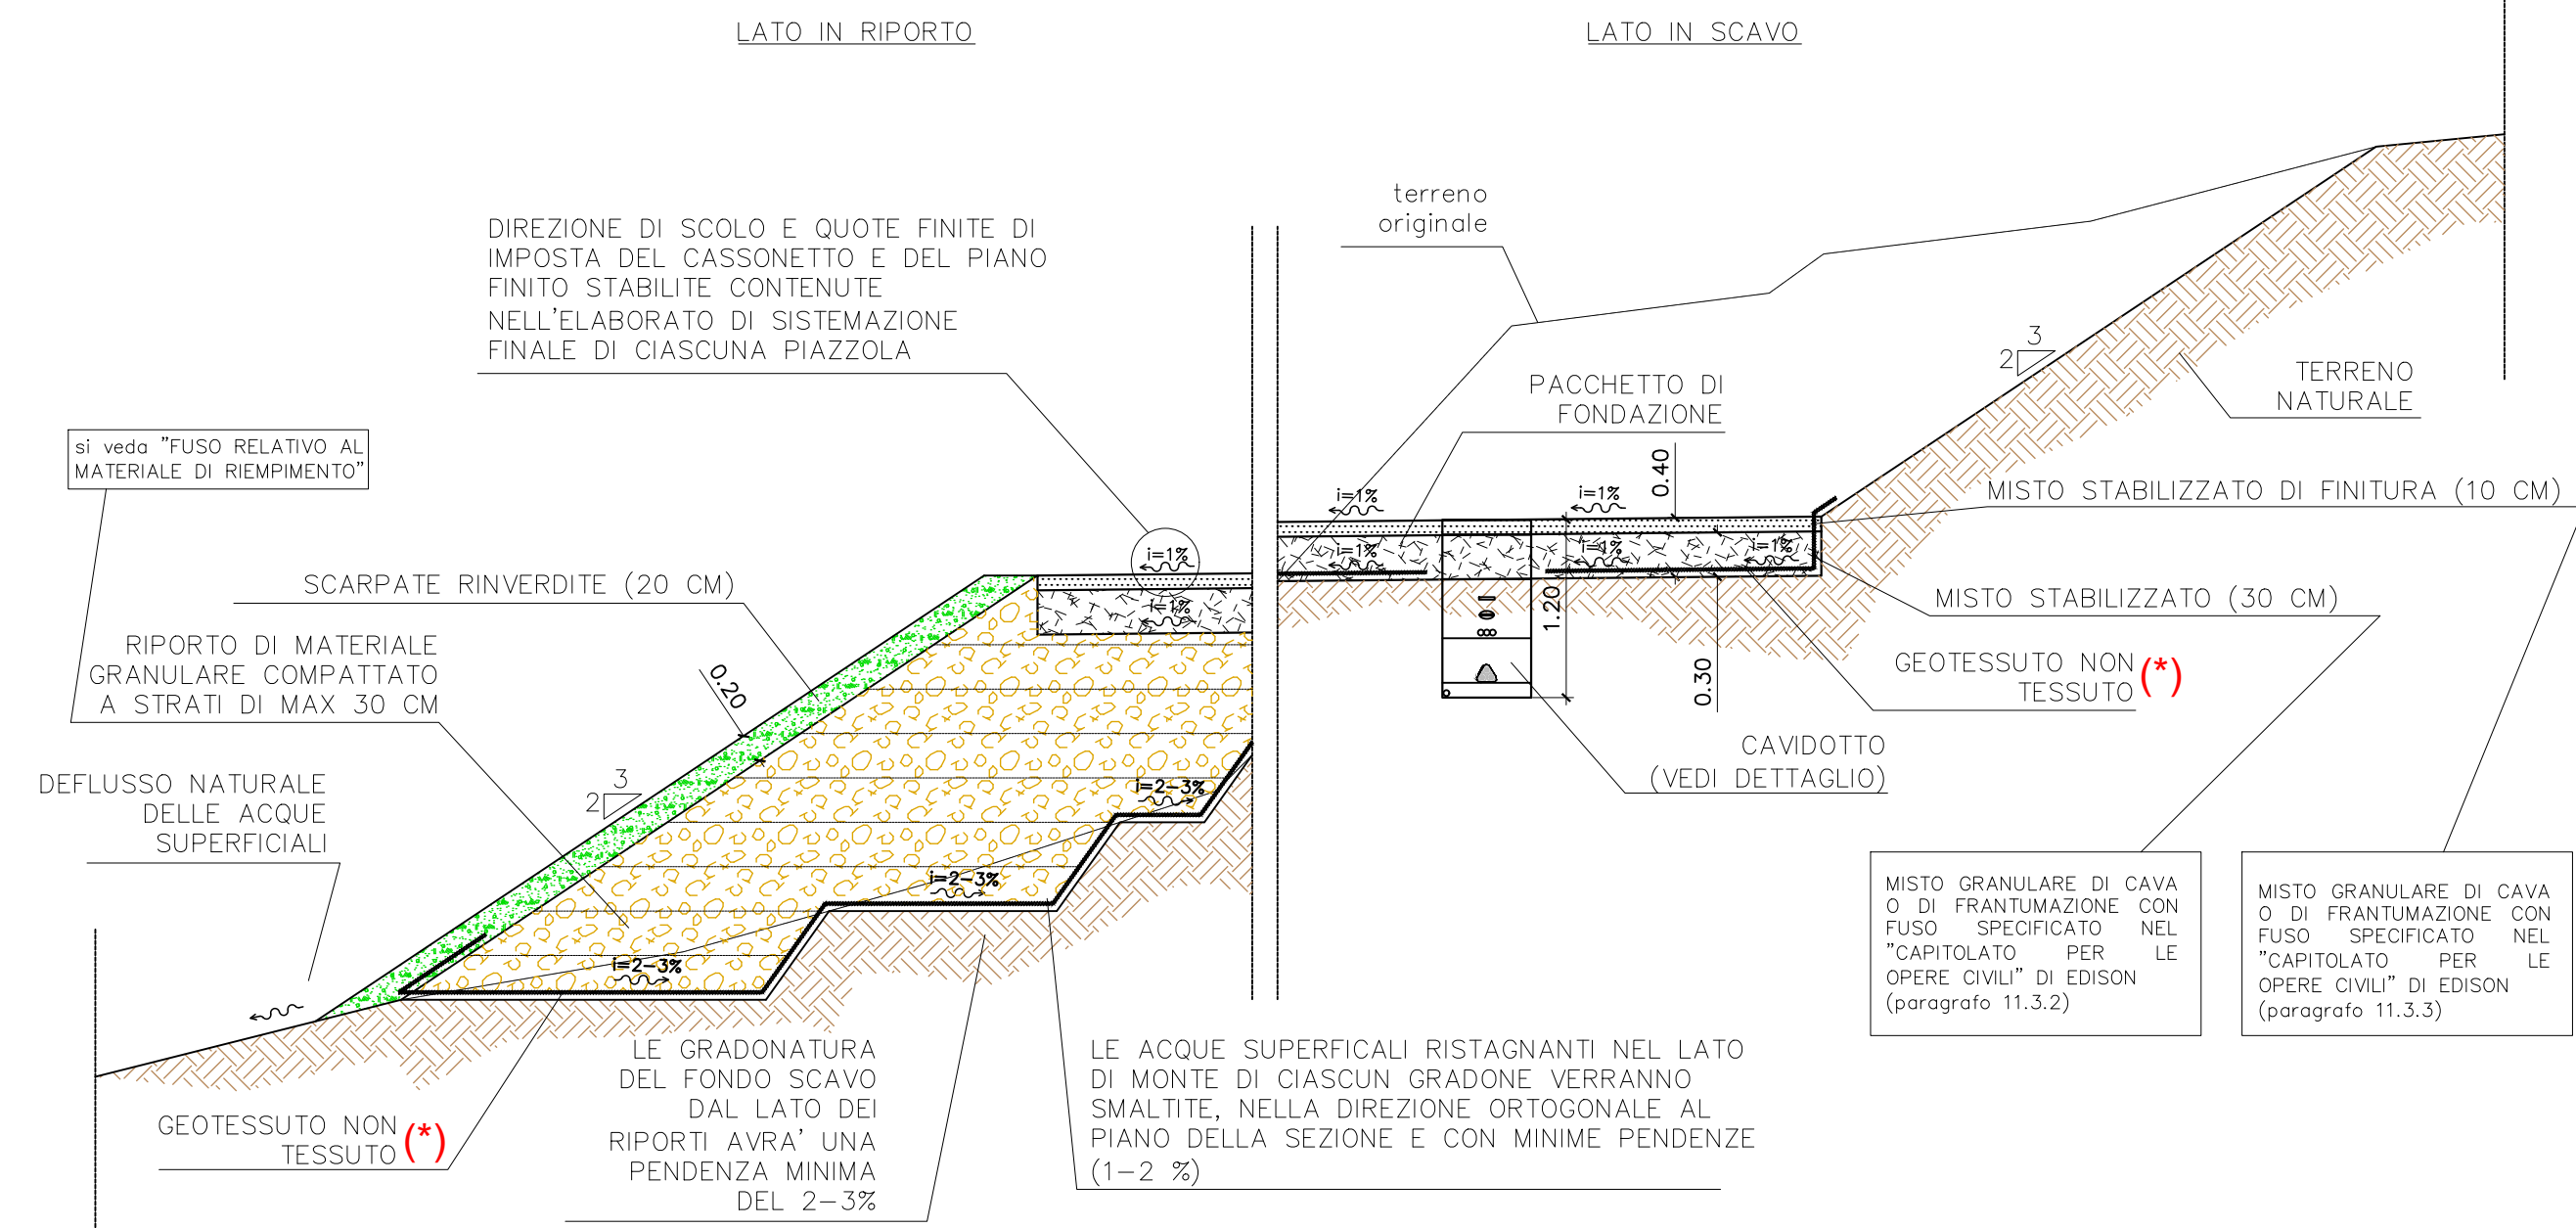 LATO IN RIPORTO
LATO IN SCAVO
DIREZIONE DI SCOLO E QUOTE FINITE DI
IMPOSTA DEL CASSONETTO E DEL PIANO
FINITO STABILITE CONTENUTE
NELL'ELABORATO DI SISTEMAZIONE
FINALE DI CIASCUNA PIAZZOLA
terreno
originale
3
2
TERRENO
NATURALE
PACCHETTO DI
FONDAZIONE
si veda "FUSO RELATIVO AL
MATERIALE DI RIEMPIMENTO"
0.40
i=1%
i=1%
MISTO STABILIZZATO DI FINITURA (10 CM)
i=1%
i=1%
i=1%
i=1%
i=1%
SCARPATE RINVERDITE (20 CM)
1.20
MISTO STABILIZZATO (30 CM)
RIPORTO DI MATERIALE
GRANULARE COMPATTATO
A STRATI DI MAX 30 CM
0.20
0.30
GEOTESSUTO NON
TESSUTO (*)
CAVIDOTTO
(VEDI DETTAGLIO)
3
2
DEFLUSSO NATURALE
DELLE ACQUE
SUPERFICIALI
i=2-3%
i=2-3%
i=2-3%
MISTO GRANULARE DI CAVA
O DI FRANTUMAZIONE CON
FUSO SPECIFICATO NEL
"CAPITOLATO PER LE
OPERE CIVILI" DI EDISON
(paragrafo 11.3.2)
MISTO GRANULARE DI CAVA
O DI FRANTUMAZIONE CON
FUSO SPECIFICATO NEL
"CAPITOLATO PER LE
OPERE CIVILI" DI EDISON
(paragrafo 11.3.3)
GEOTESSUTO NON
TESSUTO (*)
LE GRADONATURA
DEL FONDO SCAVO
DAL LATO DEI
RIPORTI AVRA' UNA
PENDENZA MINIMA
DEL 2-3%
LE ACQUE SUPERFICALI RISTAGNANTI NEL LATO
DI MONTE DI CIASCUN GRADONE VERRANNO
SMALTITE, NELLA DIREZIONE ORTOGONALE AL
PIANO DELLA SEZIONE E CON MINIME PENDENZE
(1-2 %)